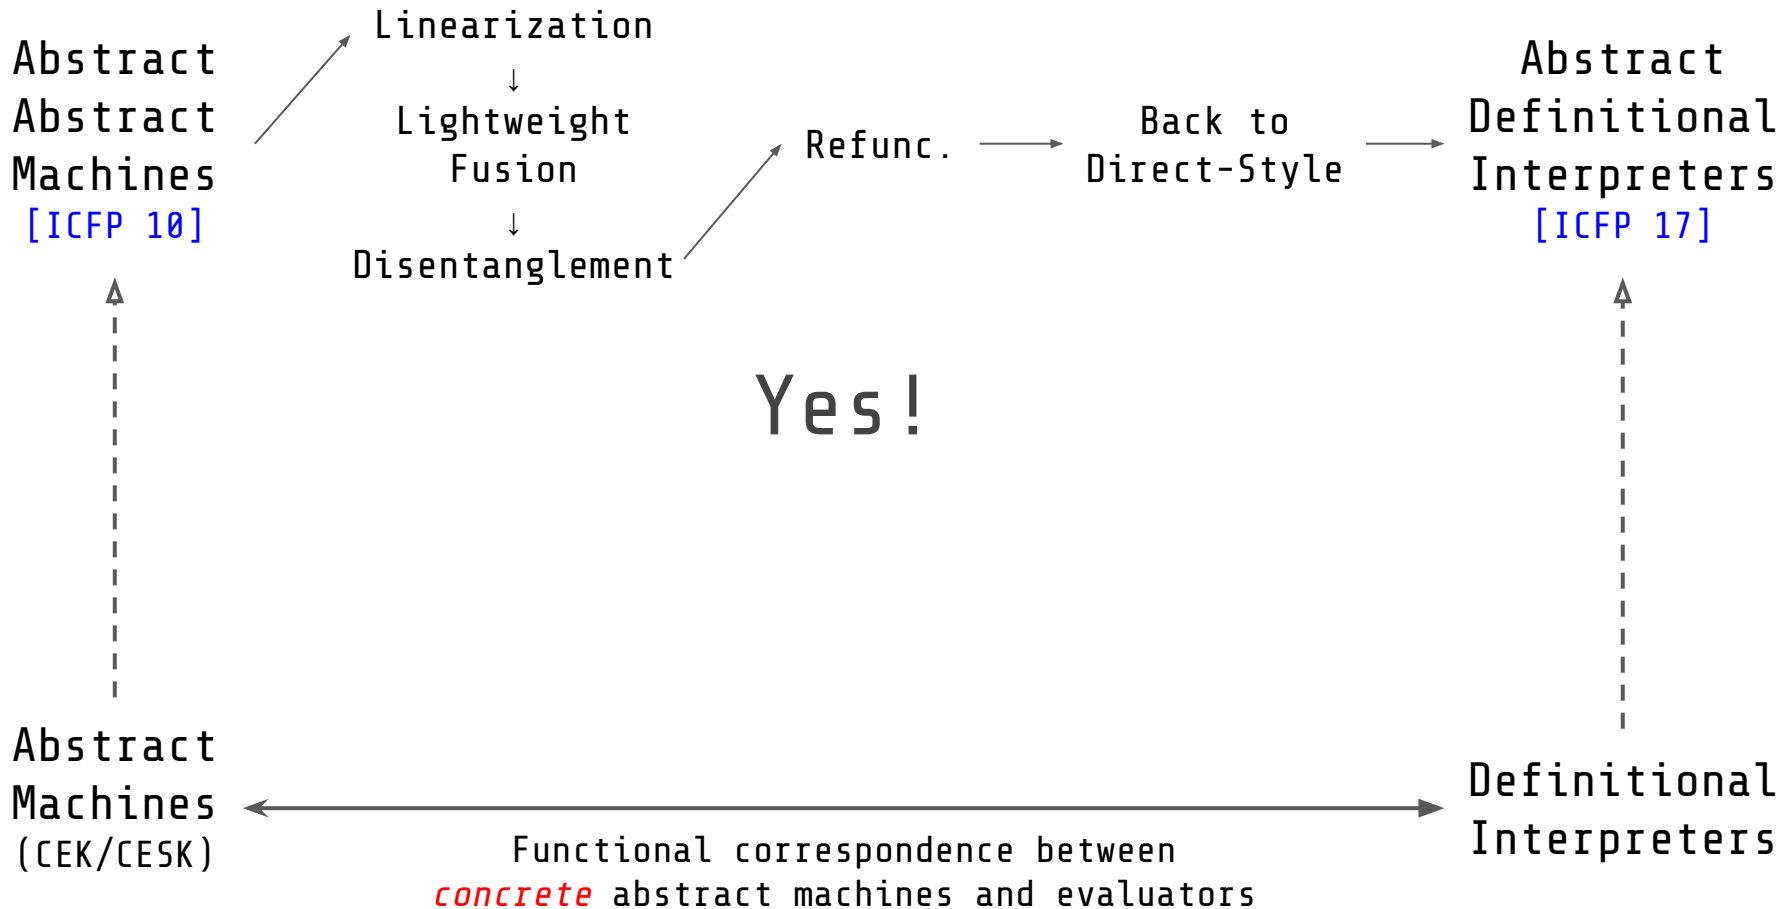 Abstract
Abstract
Machines
[ICFP 10]
Linearization
↓
Lightweight
Fusion
↓
Disentanglement
Refunc.
Back to
Direct-Style
Abstract
Definitional
Interpreters
[ICFP 17]
Yes!
Abstract
Machines
(CEK/CESK)
Functional correspondence between
concrete abstract machines and evaluators
Definitional
Interpreters